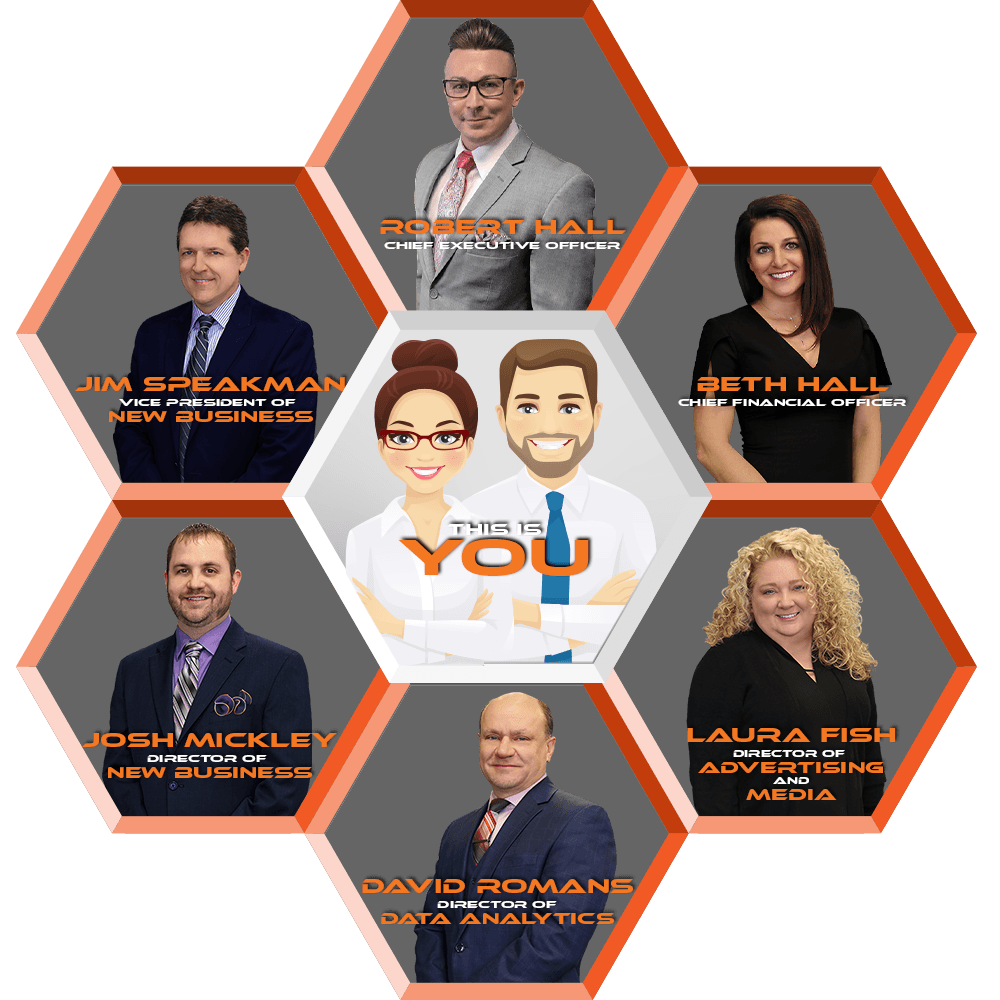 ROBERT HALL
CHIEF EXECUTIVE OFFICER
JIM SPEAKMAN
VICE PRESIDENT OF
NEW BUSINESS
BETH HALL
CHIEF FINANCIAL OFFICER
THIS IS
YOU
JOSH MICKLEY
DIRECTOR OF
NEW BUSINESS
LAURA FISH
DIRECTOR OF
ADVERTISING
AND
MEDIA
DAVID ROMANS
DIRECTOR OF
DATA ANALYTICS